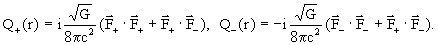 Q₊(r) = i √G / 8πc² (F⃗₊ · F⃗₊ + F⃗₊ · F⃗₋),  Q₋(r) = −i √G / 8πc² (F⃗₋ · F⃗₋ + F⃗₊ · F⃗₋).